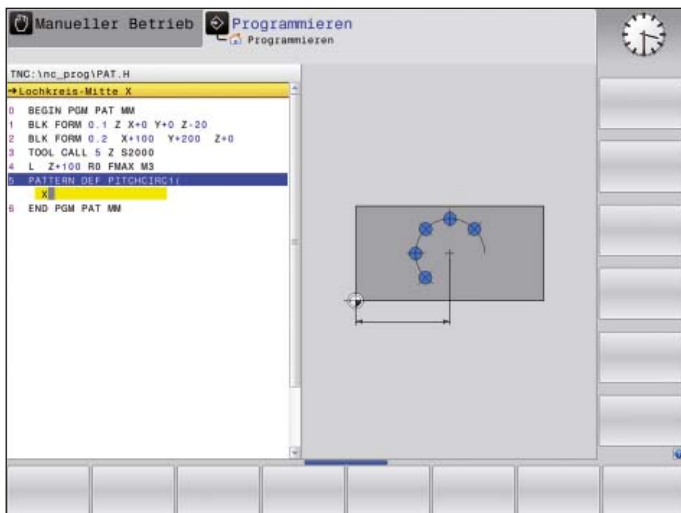 Manueller Betrieb
Programmieren
Programmieren
TNC:\nc_prog\PAT.H
→Lochkreis-Mitte X
0 BEGIN PGM PAT MM
1 BLK FORM 0.1 Z X+0 Y+0 Z-20
2 BLK FORM 0.2 X+100 Y+200 Z+0
3 TOOL CALL 5 Z S2000
4 L Z+100 R0 FMAX M3
5 PATTERN DEF PITCHCIRC1(
X
6 END PGM PAT MM